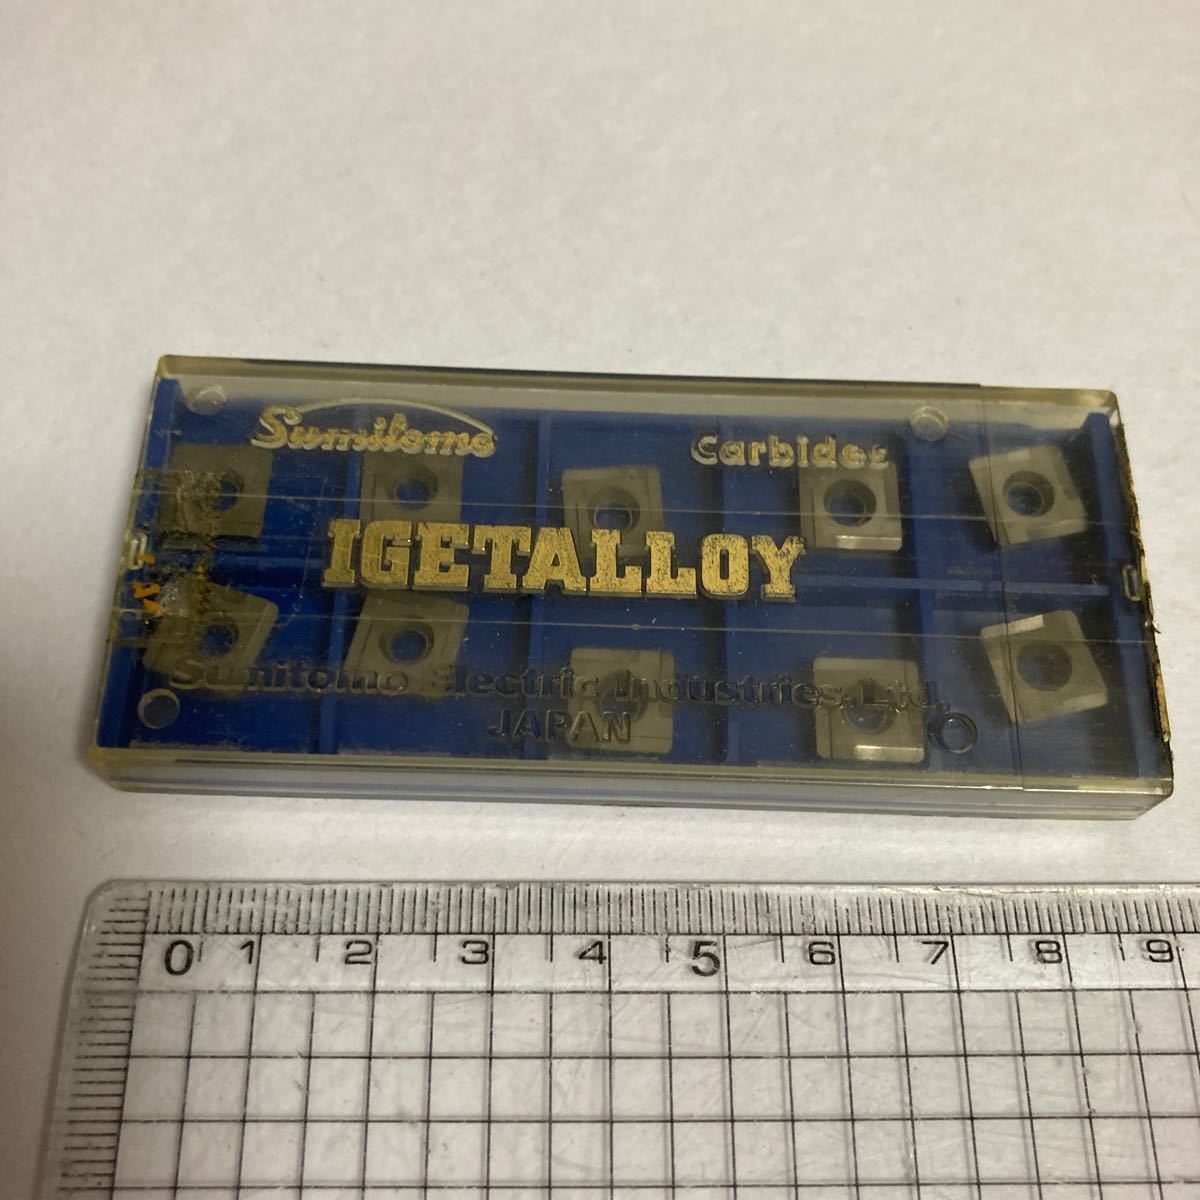 Sumitomo Carbides
IGETALLOY
Sumitomo Electric Industries, Ltd.
JAPAN
0 1 2 3 4 5 6 7 8 9